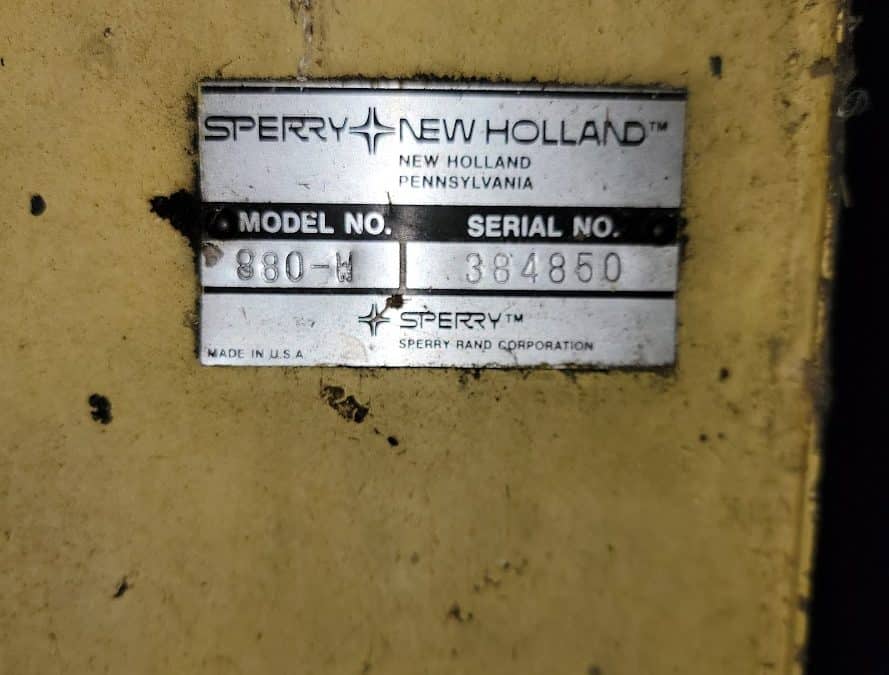 SPERRY NEW HOLLAND™
NEW HOLLAND
PENNSYLVANIA
MODEL NO. SERIAL NO.
880-W 384850
SPERRY™
SPERRY RAND CORPORATION
MADE IN U.S.A.